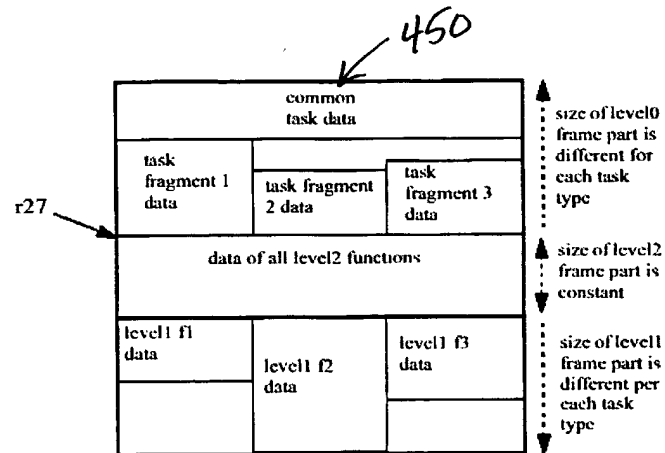 450
common
task data
size of level0
frame part is
different for
each task
type
task
fragment 1
data
task fragment
2 data
task
fragment 3
data
r27
data of all level2 functions
size of level2
frame part is
constant
level1 f1
data
level1 f2
data
level1 f3
data
size of level1
frame part is
different per
each task
type